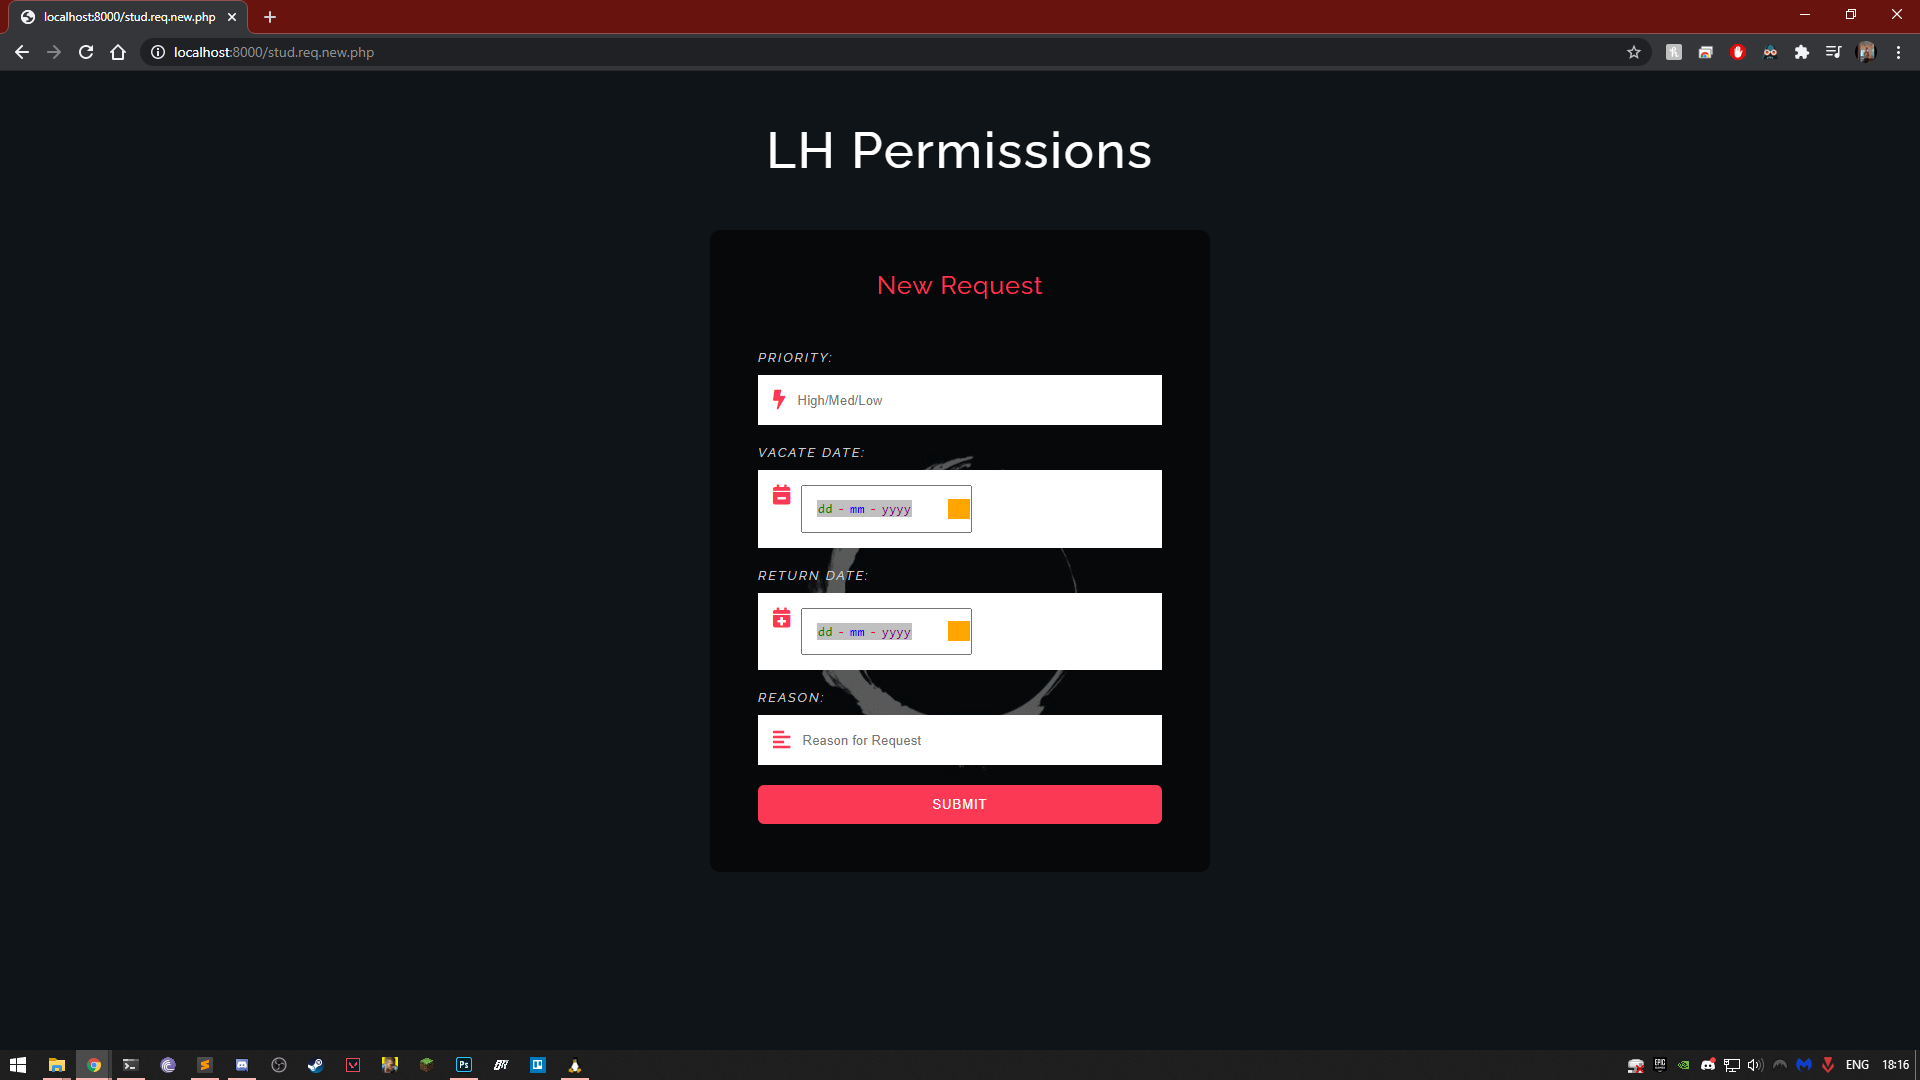 localhost:8000/stud.req.new.php
localhost:8000/stud.req.new.php
LH Permissions
New Request
PRIORITY:
High/Med/Low
VACATE DATE:
dd - mm - yyyy
RETURN DATE:
dd - mm - yyyy
REASON:
Reason for Request
SUBMIT
Ps
ENG
18:16